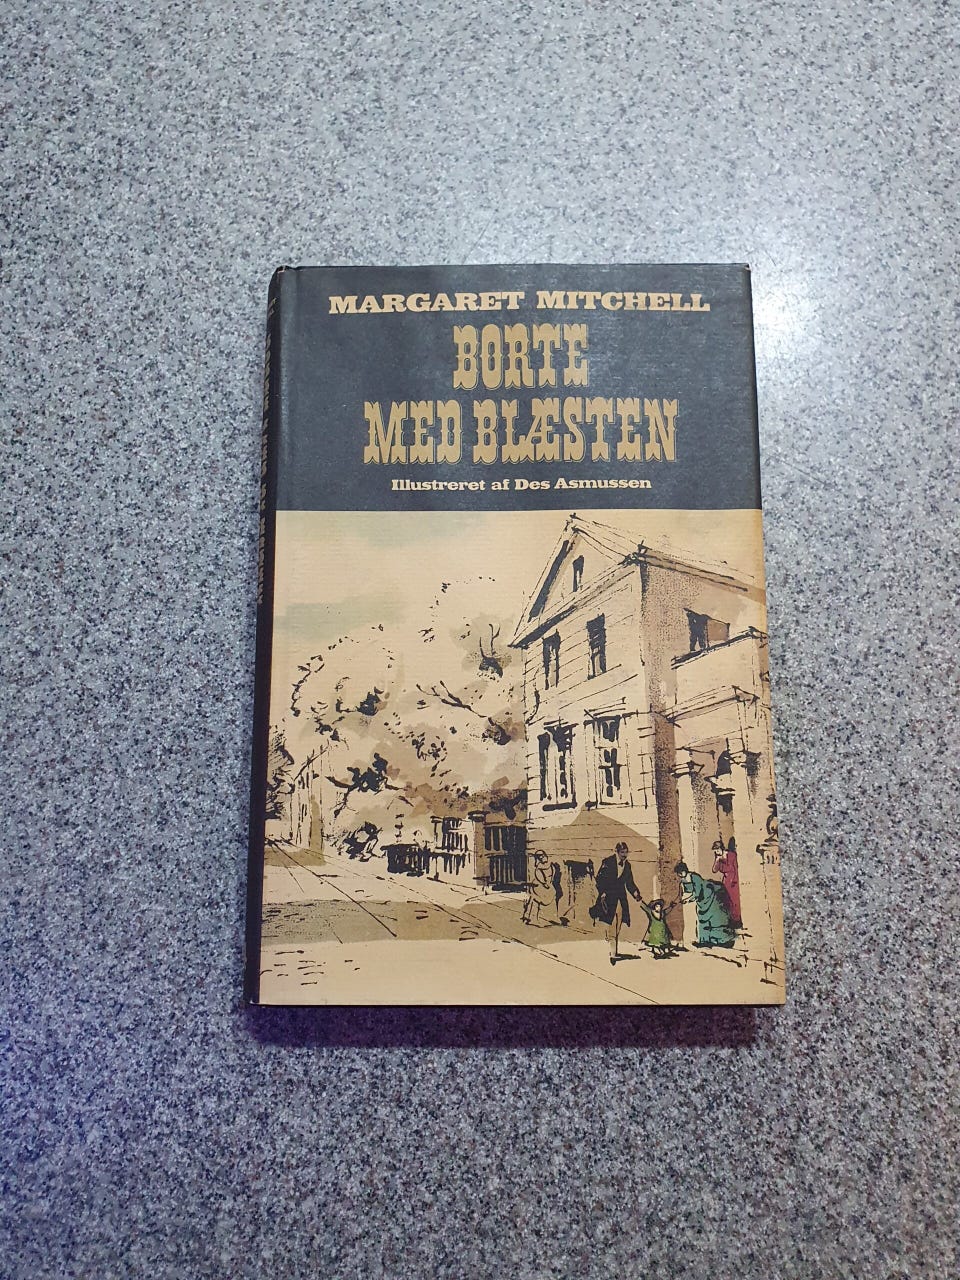 MARGARET MITCHELL
BORTE
MED BLÆSTEN
Illustreret af Des Asmussen